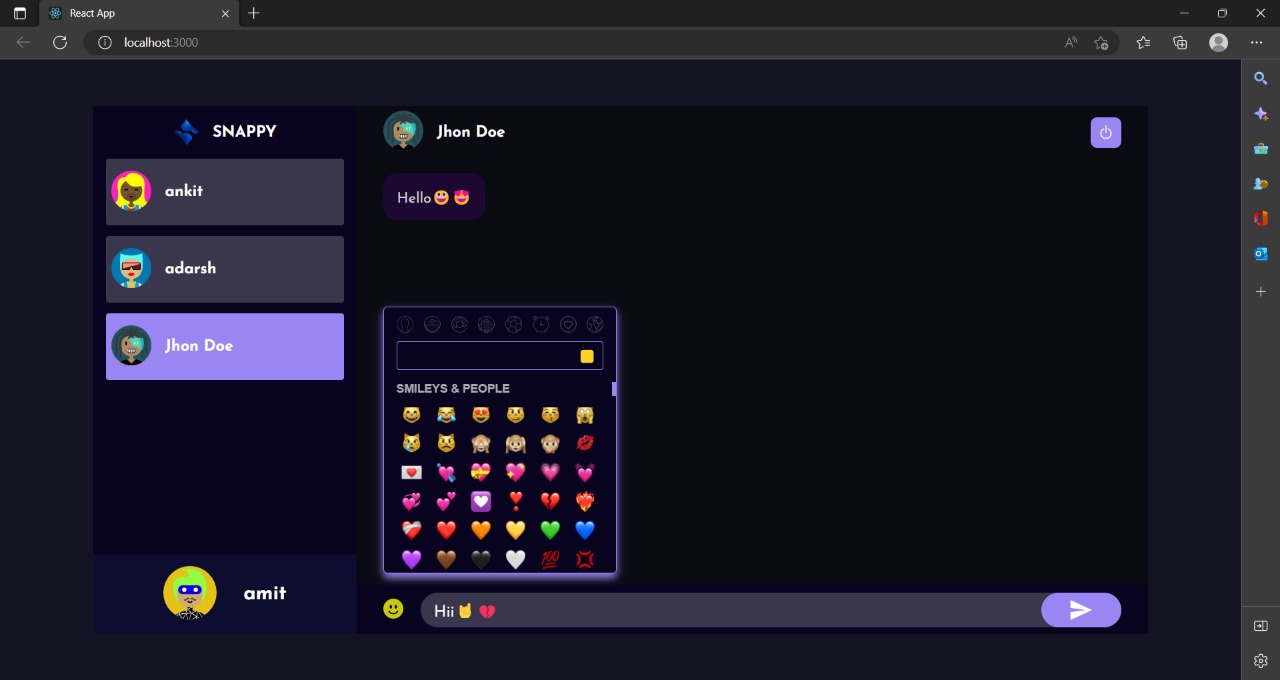 React App
localhost:3000
SNAPPY
Jhon Doe
ankit
Hello😃 😍
adarsh
Jhon Doe
SMILEYS & PEOPLE
amit
Hii🤘 💔